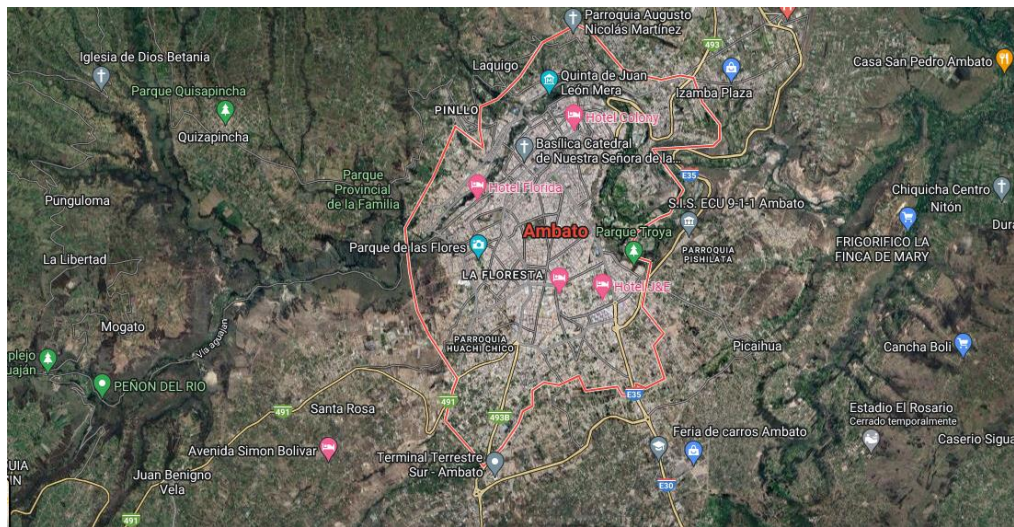 Parroquia Augusto
Nicolás Martínez
493
Iglesia de Dios Betania
Laquigo
Casa San Pedro Ambato
Quinta de Juan
León Mera
Izamba Plaza
Parque Quisapincha
PINLLO
Hotel Colony
Quizapincha
Basílica Catedral
de Nuestra Señora de la...
Parque
Provincial
de la Familia
E35
Hotel Florida
Chiquicha Centro
Punguloma
S.I.S. ECU 9-1-1 Ambato
Nitón
Ambato
Parque Troya
Parque de las Flores
PARROQUIA
PISHILATA
FRIGORIFICO LA
FINCA DE MARY
La Libertad
LA FLORESTA
Hotel J&E
Mogato
Vía aguajan
PARROQUIA
HUACHI CHICO
Picaihua
Cancha Boli
PEÑON DEL RIO
E35
491
Santa Rosa
491
493B
Estadio El Rosario
Cerrado temporalmente
Feria de carros Ambato
Avenida Simon Bolivar
Terminal Terrestre
Sur - Ambato
Juan Benigno
Vela
E30
491